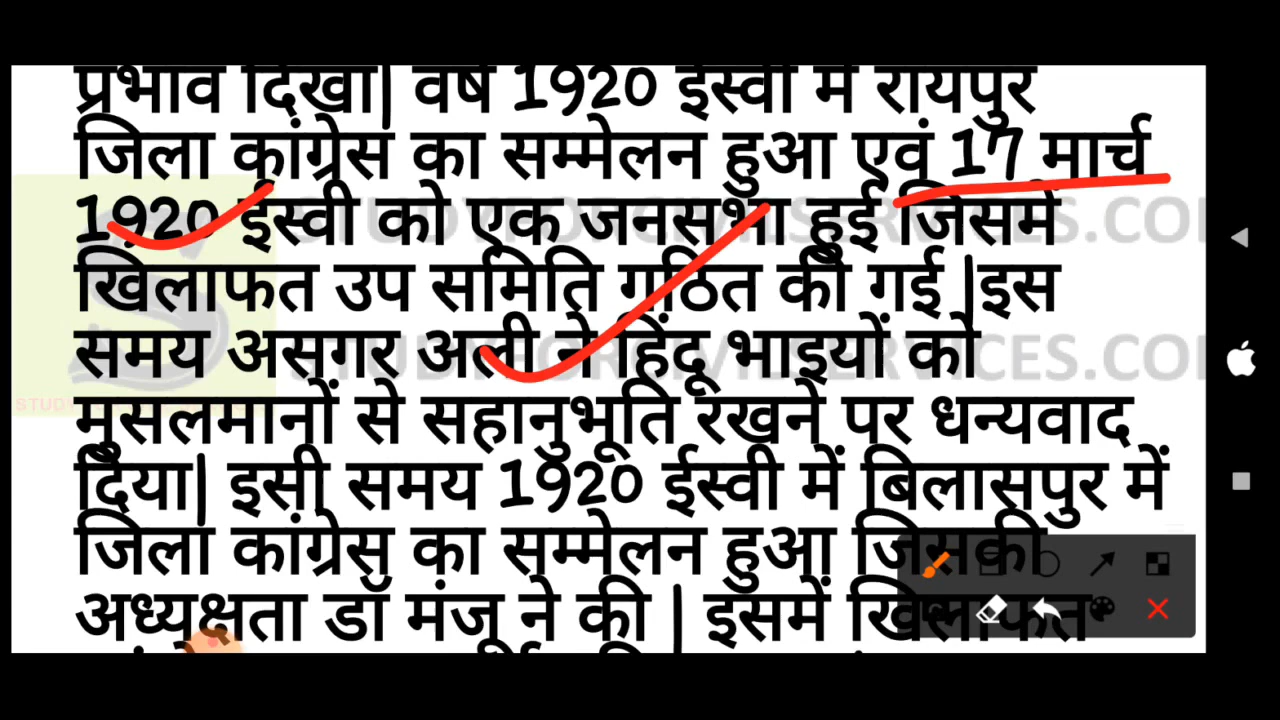 प्रभाव दिखा| वर्ष 1920 ईस्वी में रायपुर
जिला कांग्रेस का सम्मेलन हुआ एवं 17 मार्च
1920 ईस्वी को एक जनसभा हुई जिसमें
खिलाफत उप समिति गठित की गई |इस
समय असगर अली ने हिंदू भाइयों को
मुसलमानों से सहानुभूति रखने पर धन्यवाद
दिया| इसी समय 1920 ईस्वी में बिलासपुर में
जिला कांग्रेस का सम्मेलन हुआ जिसकी
अध्यक्षता डॉ मंजू ने की | इसमें खिलाफत